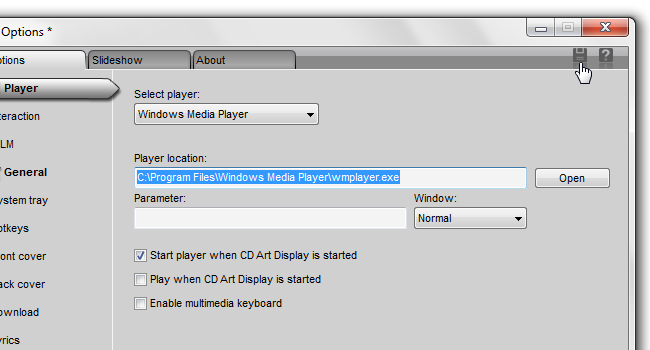 Options *
ptions
Slideshow
About
Player
Select player:
teraction
Windows Media Player
LM
Player location:
General
C:\Program Files\Windows Media Player\wmplayer.exe
Open
ystem tray
Parameter:
Window:
otkeys
Normal
ont cover
Start player when CD Art Display is started
ack cover
Play when CD Art Display is started
Enable multimedia keyboard
ownload
yrics